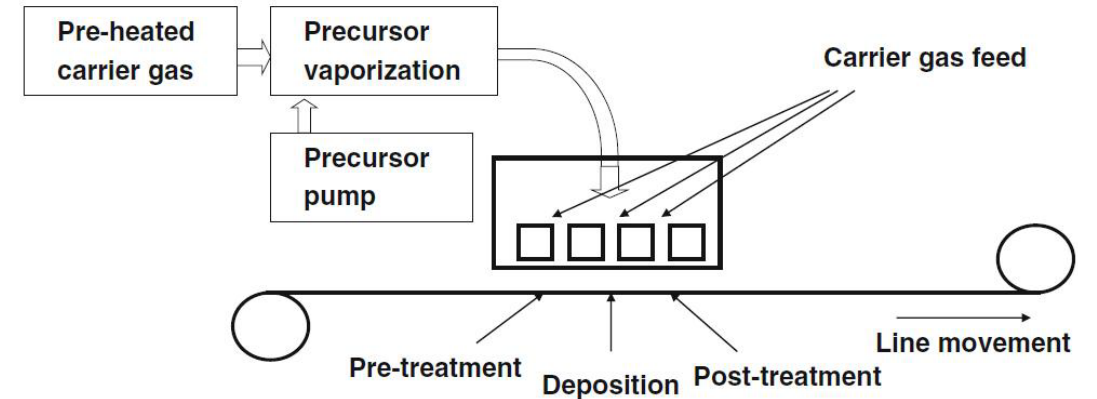 Pre-heated
carrier gas
Precursor
vaporization
Carrier gas feed
Precursor
pump
Line movement
Pre-treatment
Deposition
Post-treatment